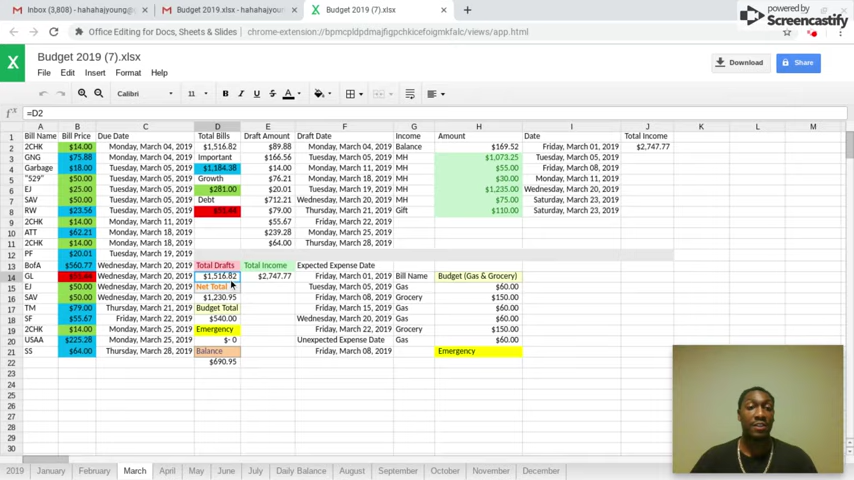 Inbox (3,808) - hahahajyoung@
Budget 2019.xlsx - hahahajyoung
Budget 2019 (7).xlsx
powered by
Screencastify
Office Editing for Docs, Sheets & Slides
chrome-extension://bpmcpldpdmajfigpchkicefoigmkfalc/views/app.html
X
Budget 2019 (7).xlsx
File Edit Insert Format Help
Download
Share
Calibri 11 B I S A
=D2
A B C D E F G H I J K L M
1 Bill Name Bill Price Due Date Total Bills Draft Amount Draft Date Income Amount Date Total Income
2 2CHK $14.00 Monday, March 04, 2019 $1,516.82 $89.88 Monday, March 04, 2019 Balance $169.52 Friday, March 01, 2019 $2,747.77
3 GNG $75.88 Monday, March 04, 2019 Important $166.56 Tuesday, March 05, 2019 MH $1,073.25 Tuesday, March 05, 2019
4 Garbage $18.00 Tuesday, March 05, 2019 $1,184.38 $14.00 Monday, March 11, 2019 MH $55.00 Friday, March 08, 2019
5 "529" $50.00 Tuesday, March 05, 2019 Growth $76.21 Monday, March 18, 2019 MH $30.00 Monday, March 11, 2019
6 EJ $25.00 Tuesday, March 05, 2019 $281.00 $20.01 Tuesday, March 19, 2019 MH $1,235.00 Wednesday, March 20, 2019
7 SAV $50.00 Tuesday, March 05, 2019 Debt $712.21 Wednesday, March 20, 2019 MH $75.00 Saturday, March 23, 2019
8 RW $23.56 Tuesday, March 05, 2019 $79.00 Thursday, March 21, 2019 Gift $110.00 Saturday, March 23, 2019
9 2CHK $14.00 Monday, March 11, 2019 $55.67 Friday, March 22, 2019
10 ATT $62.21 Monday, March 18, 2019 $239.28 Monday, March 25, 2019
11 2CHK $14.00 Monday, March 18, 2019 $64.00 Thursday, March 28, 2019
12 PF $20.01 Tuesday, March 19, 2019
13 BofA $560.77 Wednesday, March 20, 2019 Total Drafts Total Income Expected Expense Date
14 GL Wednesday, March 20, 2019 $1,516.82 $2,747.77 Friday, March 01, 2019 Bill Name Budget (Gas & Grocery)
15 EJ $50.00 Wednesday, March 20, 2019 Net Total Tuesday, March 05, 2019 Gas $60.00
16 SAV $50.00 Wednesday, March 20, 2019 $1,230.95 Friday, March 08, 2019 Grocery $150.00
17 TM $79.00 Thursday, March 21, 2019 Budget Total Friday, March 15, 2019 Gas $60.00
18 SF $55.67 Friday, March 22, 2019 $540.00 Wednesday, March 20, 2019 Gas $60.00
19 2CHK $14.00 Monday, March 25, 2019 Emergency Friday, March 22, 2019 Grocery $150.00
20 USAA $225.28 Monday, March 25, 2019 $- 0 Unexpected Expense Date Gas $60.00
21 SS $64.00 Thursday, March 28, 2019 Balance Friday, March 08, 2019 Emergency
22 $690.95
23
24
25
26
27
28
29
30
2019 January February March April May June July Daily Balance August September October November December